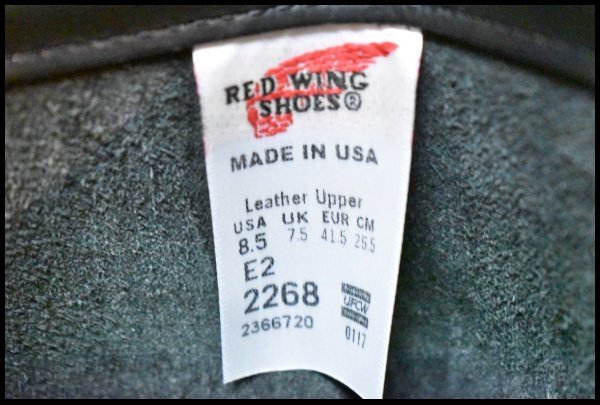 RED WING
SHOES®
MADE IN USA
Leather Upper
USA UK EUR CM
8.5 7.5 41.5 26.5
E2
2268
2366720
UFCW
0117